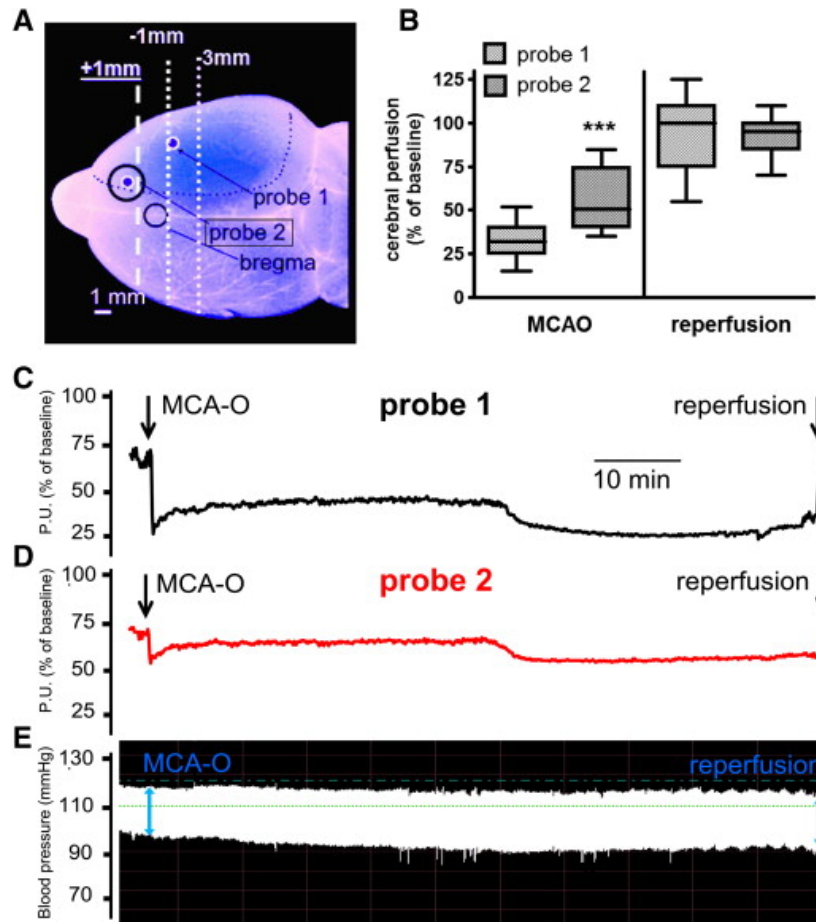 A
-1mm
-3mm
+1mm
probe 1
probe 2
bregma
1 mm
B
probe 1
probe 2
cerebral perfusion
(% of baseline)
125
100
75
50
25
0
***
MCAO
reperfusion
C
P.U. (% of baseline)
100
75
50
25
MCA-O
probe 1
reperfusion
10 min
D
P.U. (% of baseline)
100
75
50
25
MCA-O
probe 2
reperfusion
E
Blood pressure (mmHg)
130
110
90
70
MCA-O
reperfusion